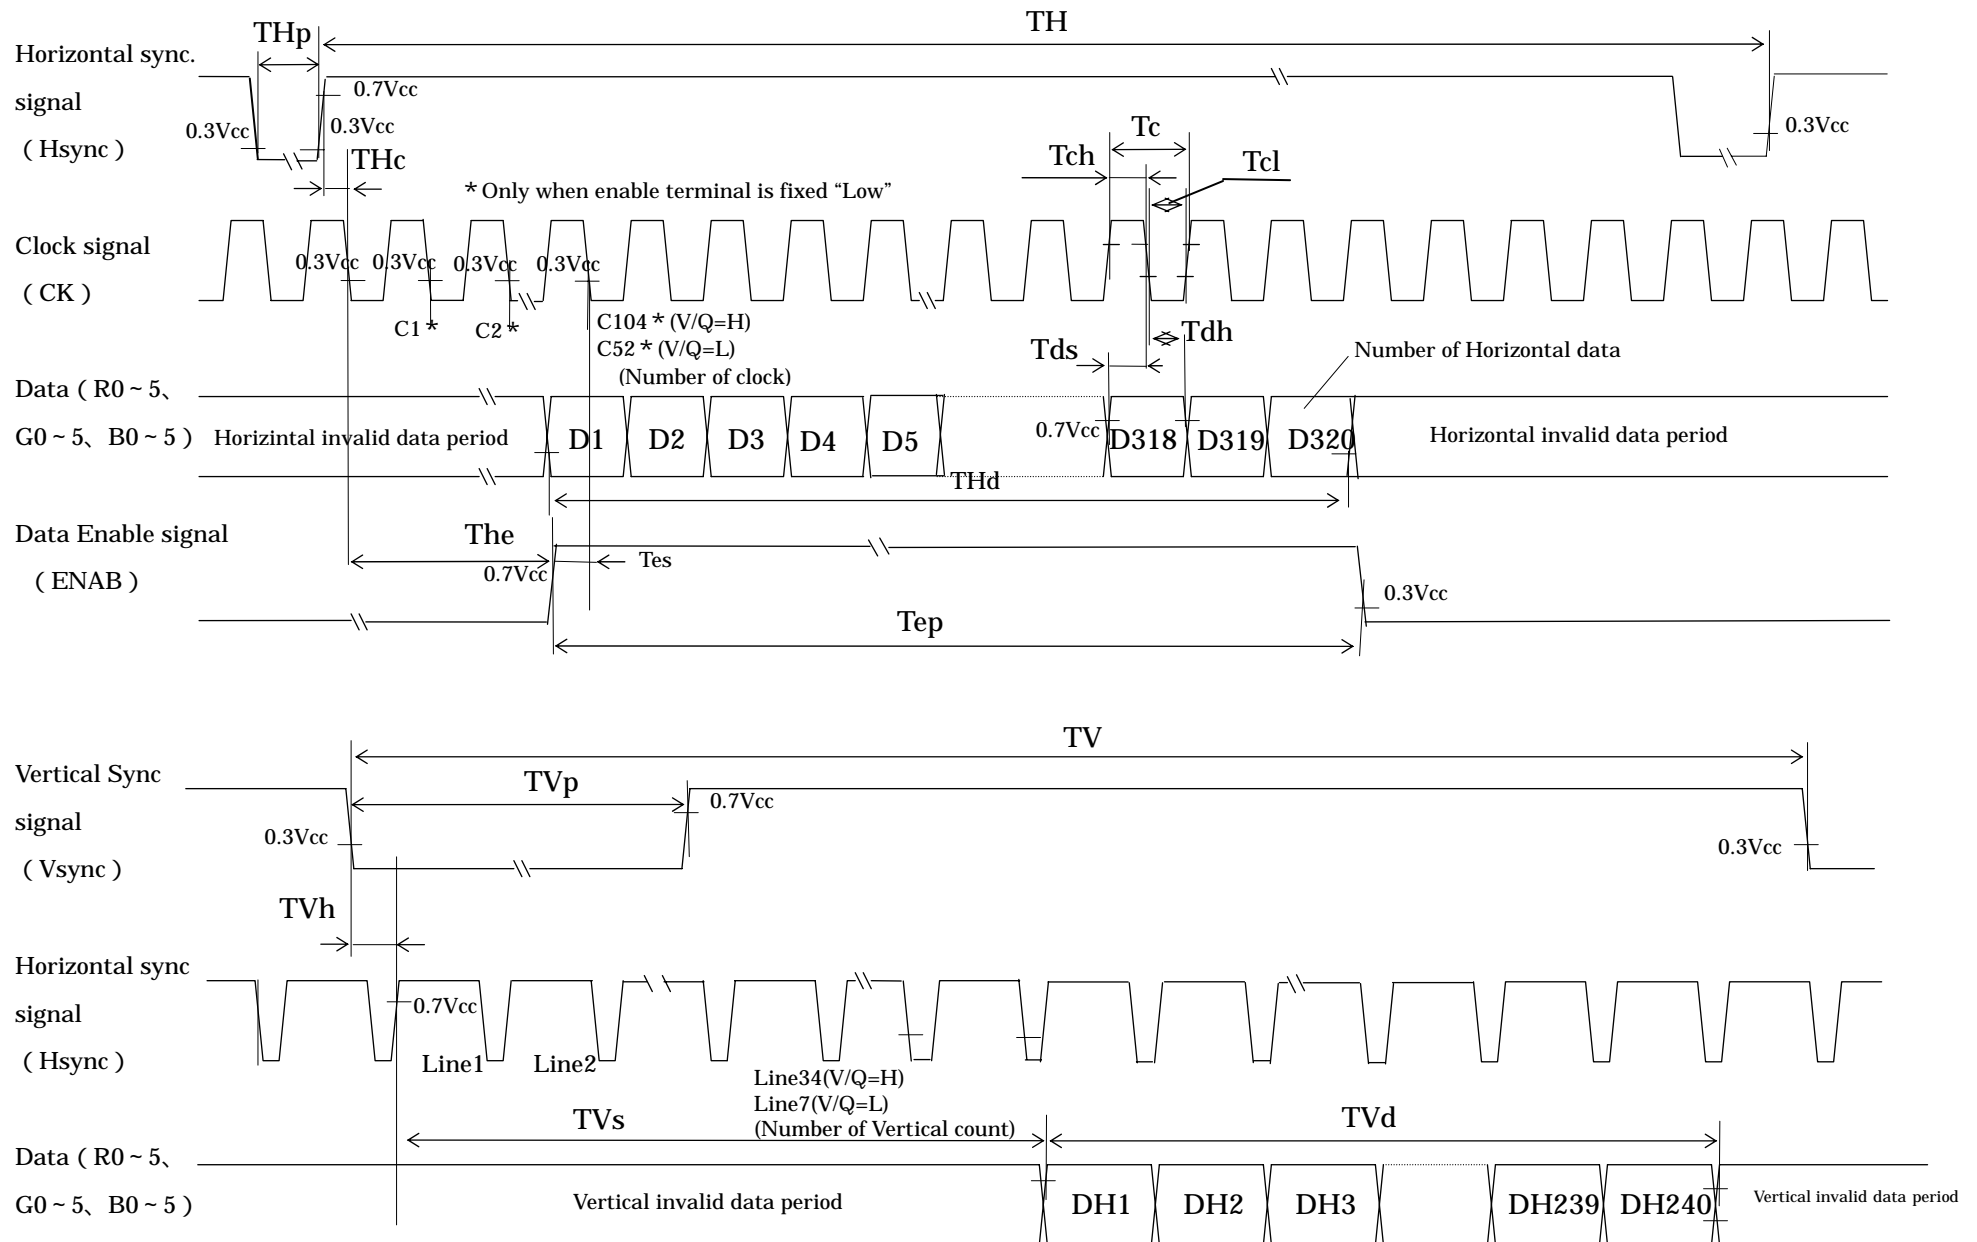 THp
TH
Horizontal sync.
signal
（ Hsync ）
0.7Vcc
0.3Vcc
0.3Vcc
0.3Vcc
THc
Tc
Tch
Tcl
＊Only when enable terminal is fixed “Low”
Clock signal
（ CK ）
0.3Vcc
0.3Vcc
0.3Vcc
0.3Vcc
C1＊
C2＊
C104＊(V/Q=H)
C52＊(V/Q=L)
(Number of clock)
Tds
Tdh
Number of Horizontal data
Data（ R0 ~ 5、
G0 ~ 5、B0 ~ 5 ）
Horizintal invalid data period
D1
D2
D3
D4
D5
0.7Vcc
D318
D319
D320
Horizontal invalid data period
THd
Data Enable signal
（ ENAB ）
The
0.7Vcc
Tes
0.3Vcc
Tep
TV
Vertical Sync
signal
（ Vsync ）
TVp
0.7Vcc
0.3Vcc
0.3Vcc
TVh
Horizontal sync
signal
（ Hsync ）
0.7Vcc
Line1
Line2
Line34(V/Q=H)
Line7(V/Q=L)
(Number of Vertical count)
TVs
TVd
Data（ R0 ~ 5、
G0 ~ 5、B0 ~ 5 ）
Vertical invalid data period
DH1
DH2
DH3
DH239
DH240
Vertical invalid data period